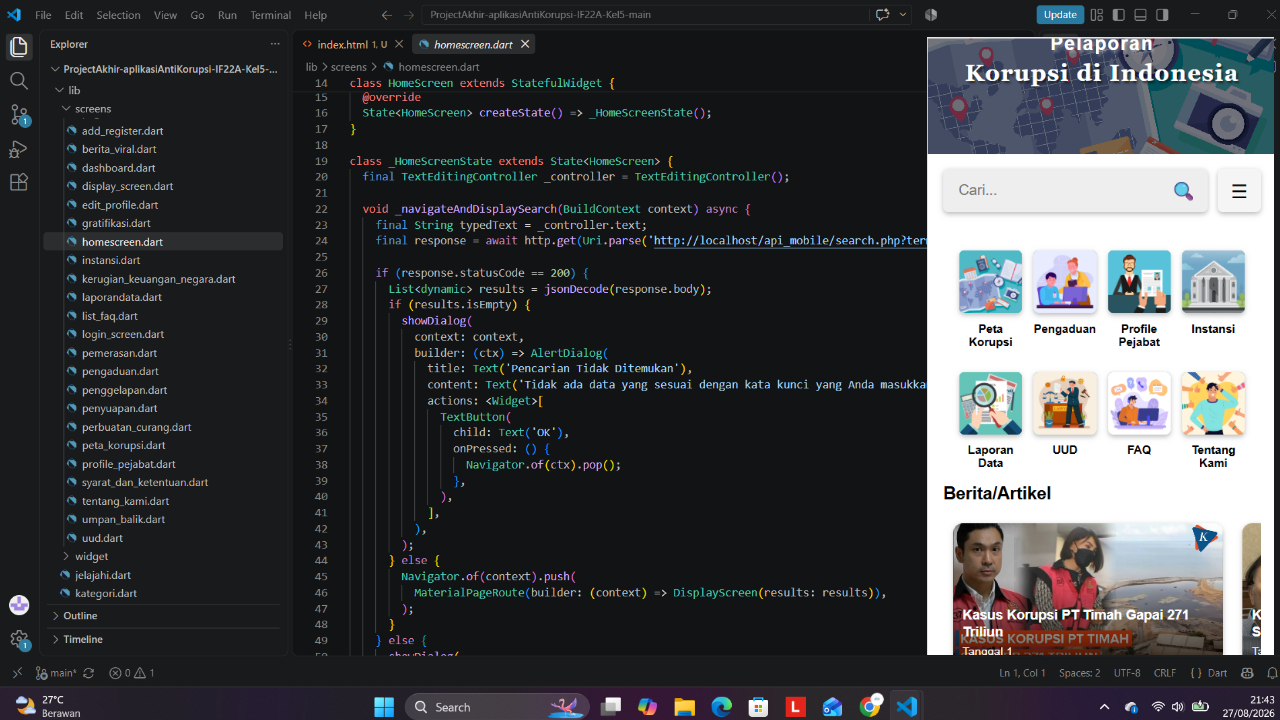 File Edit Selection View Go Run Terminal Help
ProjectAkhir-aplikasiAntiKorupsi-IF22A-Kel5-main
Update
Explorer
ProjectAkhir-aplikasiAntiKorupsi-IF22A-Kel5-...
lib
screens
add_register.dart
berita_viral.dart
dashboard.dart
display_screen.dart
edit_profile.dart
gratifikasi.dart
homescreen.dart
instansi.dart
kerugian_keuangan_negara.dart
laporandata.dart
list_faq.dart
login_screen.dart
pemerasan.dart
pengaduan.dart
penggelapan.dart
penyuapan.dart
perbuatan_curang.dart
peta_korupsi.dart
profile_pejabat.dart
syarat_dan_ketentuan.dart
tentang_kami.dart
umpan_balik.dart
uud.dart
widget
jelajahi.dart
kategori.dart
Outline
Timeline
1
1
index.html 1, U
homescreen.dart
lib > screens > homescreen.dart
14 class HomeScreen extends StatefulWidget {
15 @override
16 State<HomeScreen> createState() => _HomeScreenState();
17 }
18
19 class _HomeScreenState extends State<HomeScreen> {
20 final TextEditingController _controller = TextEditingController();
21
22 void _navigateAndDisplaySearch(BuildContext context) async {
23 final String typedText = _controller.text;
24 final response = await http.get(Uri.parse('http://localhost/api_mobile/search.php?ter
25
26 if (response.statusCode == 200) {
27 List<dynamic> results = jsonDecode(response.body);
28 if (results.isEmpty) {
29 showDialog(
30 context: context,
31 builder: (ctx) => AlertDialog(
32 title: Text('Pencarian Tidak Ditemukan'),
33 content: Text('Tidak ada data yang sesuai dengan kata kunci yang Anda masukkan
34 actions: <Widget>[
35 TextButton(
36 child: Text('OK'),
37 onPressed: () {
38 Navigator.of(ctx).pop();
39 },
40 ),
41 ],
42 ),
43 );
44 } else {
45 Navigator.of(context).push(
46 MaterialPageRoute(builder: (context) => DisplayScreen(results: results)),
47 );
48 }
49 } else {
showDialog(
Pelaporan
Korupsi di Indonesia
Cari...
Peta Korupsi
Pengaduan
Profile Pejabat
Instansi
Laporan Data
UUD
FAQ
Tentang Kami
Berita/Artikel
K
Kasus Korupsi PT Timah Gapai 271
Triliun
KASUS KORUPSI PT TIMAH
Tanggal 1
main* 0 1
Ln 1, Col 1 Spaces: 2 UTF-8 CRLF { } Dart
27°C
Berawan
Search
L
21:43
27/08/2026